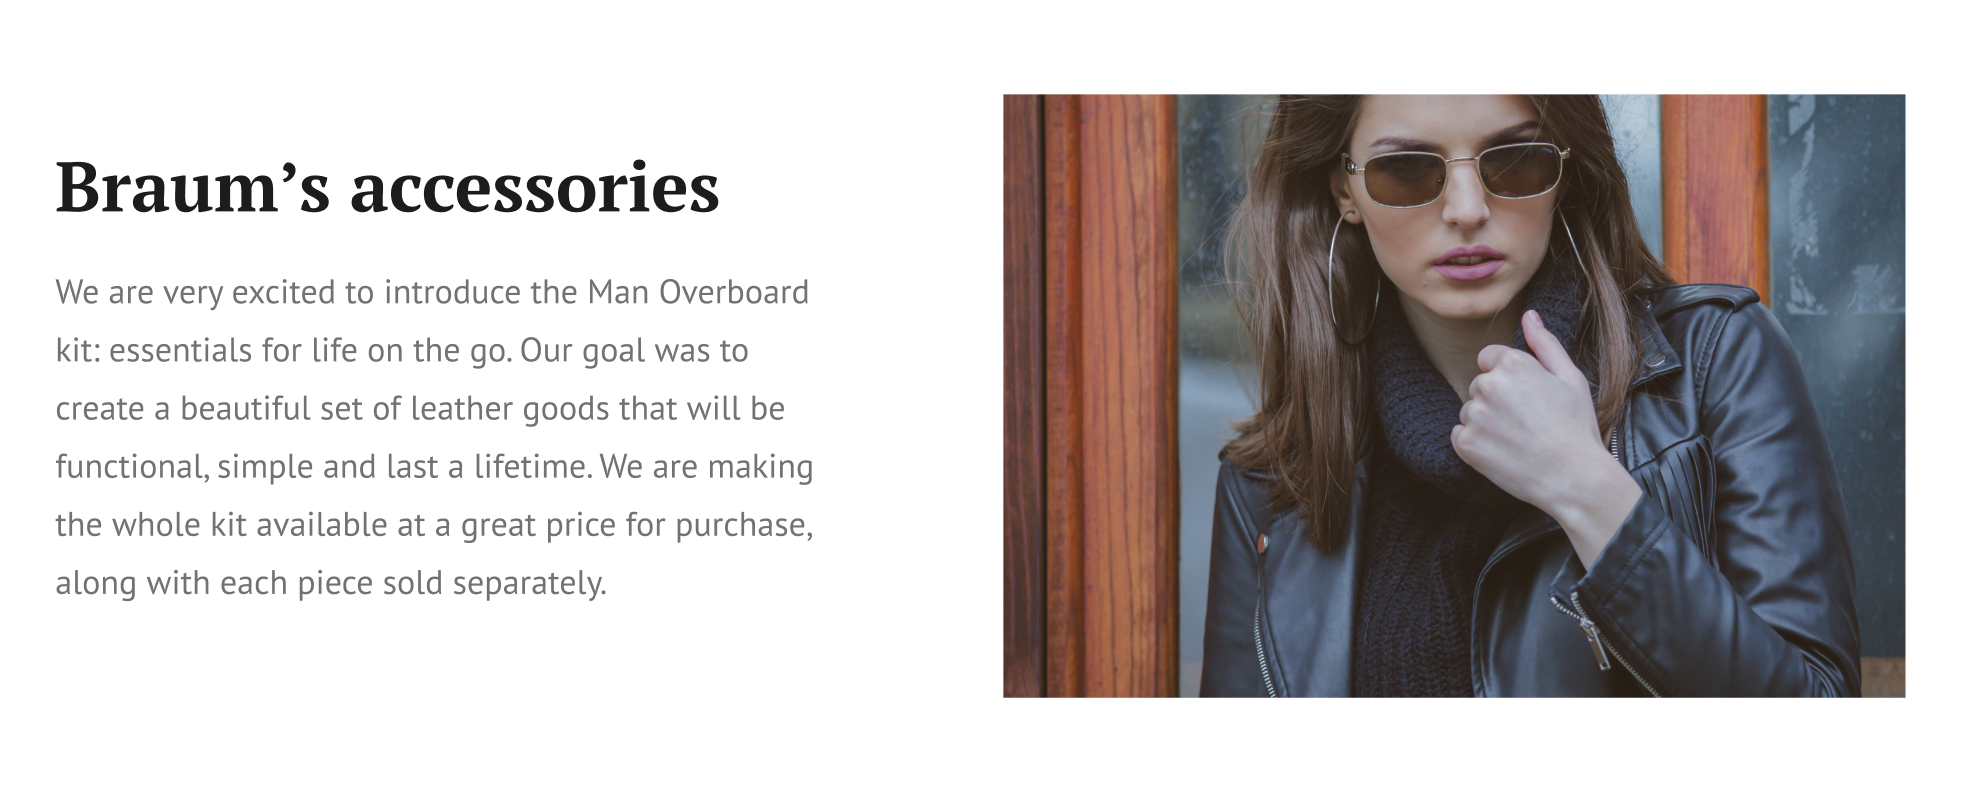 Braum’s accessories
We are very excited to introduce the Man Overboard
kit: essentials for life on the go. Our goal was to
create a beautiful set of leather goods that will be
functional, simple and last a lifetime. We are making
the whole kit available at a great price for purchase,
along with each piece sold separately.